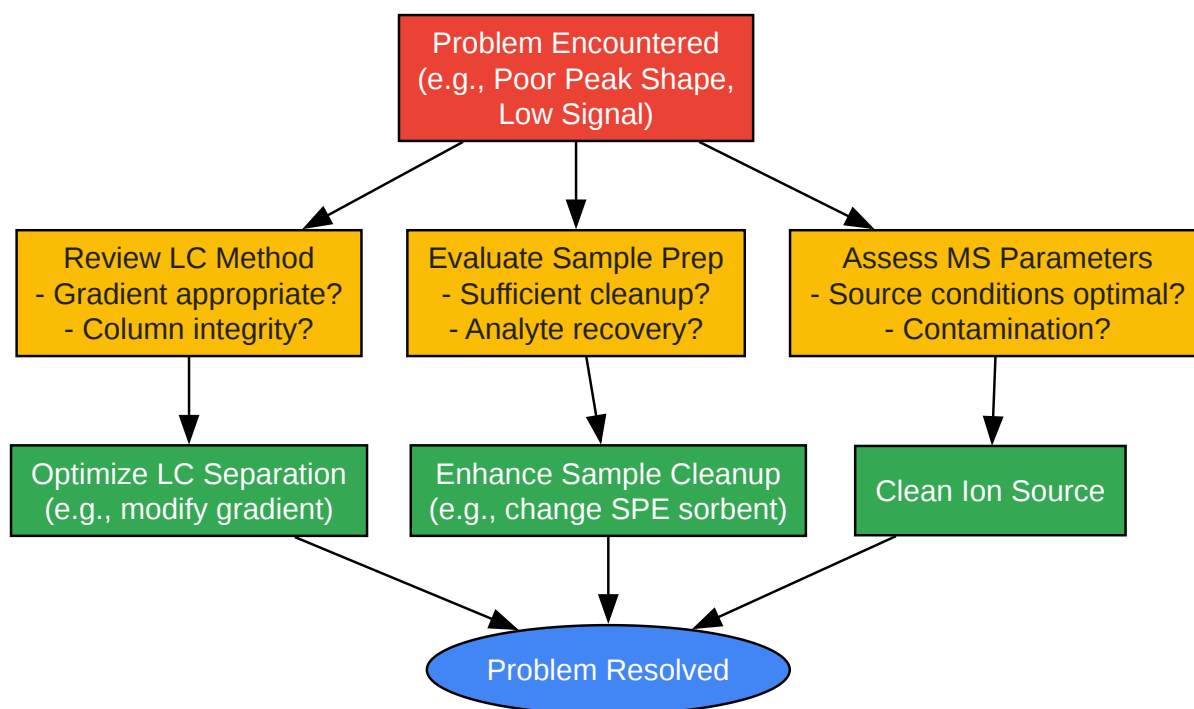 Problem Encountered
(e.g., Poor Peak Shape,
Low Signal)
Review LC Method
- Gradient appropriate?
- Column integrity?
Evaluate Sample Prep
- Sufficient cleanup?
- Analyte recovery?
Assess MS Parameters
- Source conditions optimal?
- Contamination?
Optimize LC Separation
(e.g., modify gradient)
Enhance Sample Cleanup
(e.g., change SPE sorbent)
Clean Ion Source
Problem Resolved